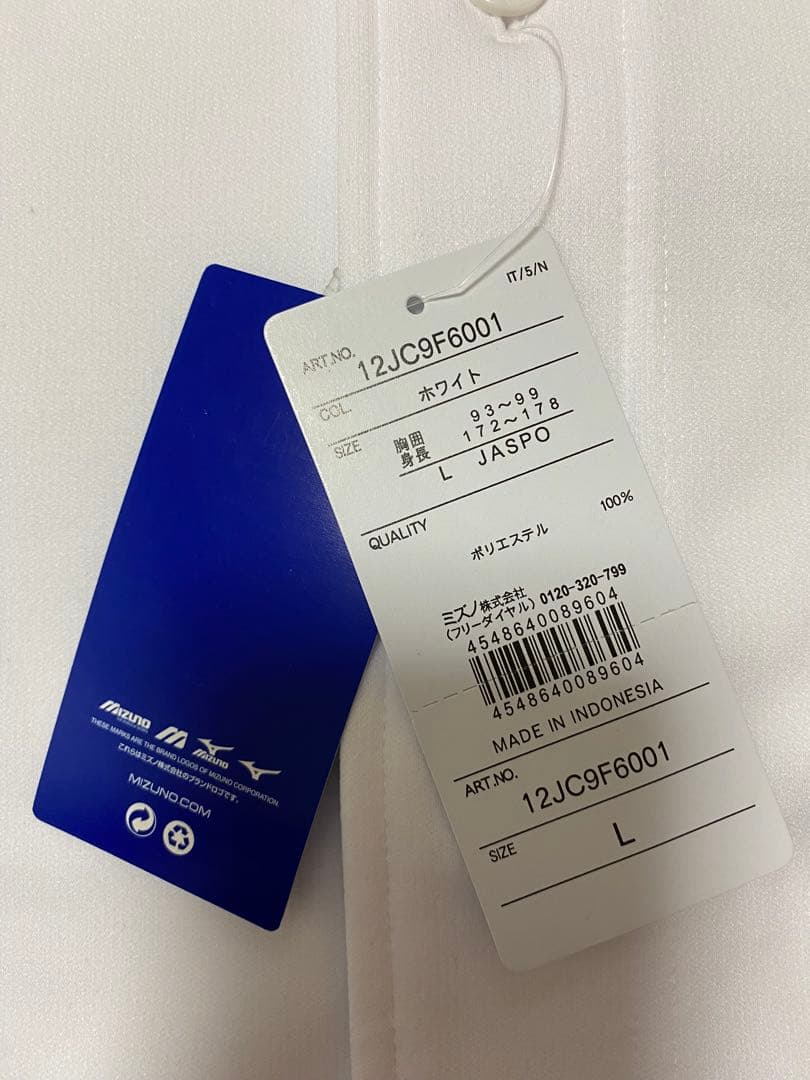 IT/5/N
ART.NO. 12JC9F6001
COL. ホワイト
SIZE 胸囲 93～99
身長 172～178
L JASPO
QUALITY
ポリエステル 100%
ミズノ株式会社
(フリーダイヤル) 0120-320-799
4548640089604
4548640089604
MADE IN INDONESIA
ART.NO. 12JC9F6001
SIZE L
MIZUNO
MIZUNO
THESE MARKS ARE THE BRAND LOGOS OF MIZUNO CORPORATION.
これらはミズノ株式会社のブランドロゴです。
MIZUNO.COM